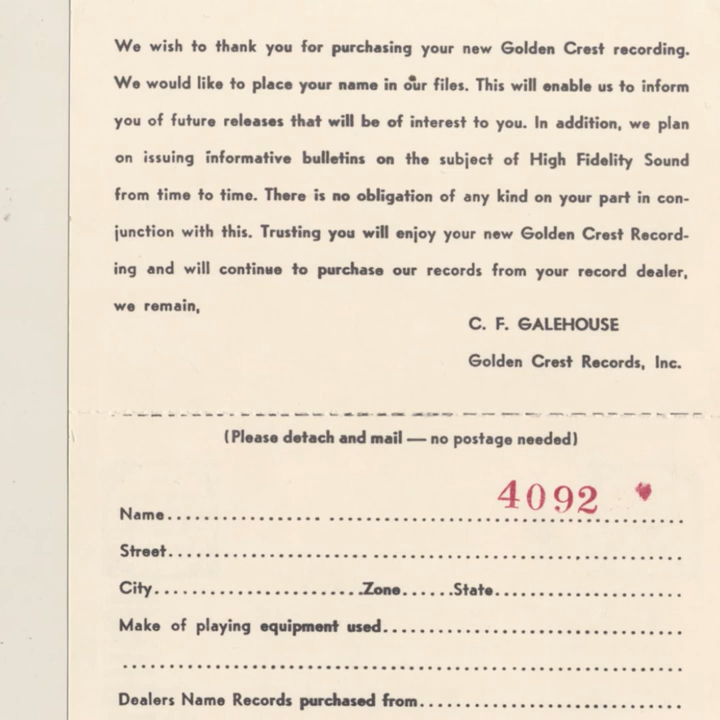 We wish to thank you for purchasing your new Golden Crest recording.
We would like to place your name in our files. This will enable us to inform
you of future releases that will be of interest to you. In addition, we plan
on issuing informative bulletins on the subject of High Fidelity Sound
from time to time. There is no obligation of any kind on your part in con-
junction with this. Trusting you will enjoy your new Golden Crest Record-
ing and will continue to purchase our records from your record dealer,
we remain,
C. F. GALEHOUSE
Golden Crest Records, Inc.
(Please detach and mail — no postage needed)
4092
Name....................................................................
Street....................................................................
City..........................Zone......State..........................
Make of playing equipment used........................................
....................................................................
Dealers Name Records purchased from..................................